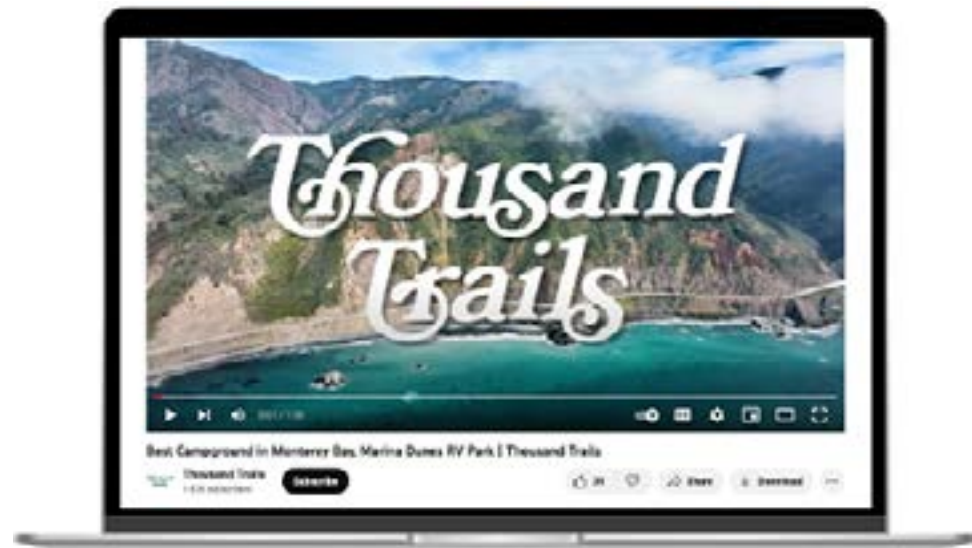 Thousand
Trails
Best Campground in Monterey Bay, Marina Dunes RV Park | Thousand Trails
Thousand Trails
Subscribe
Share
Download